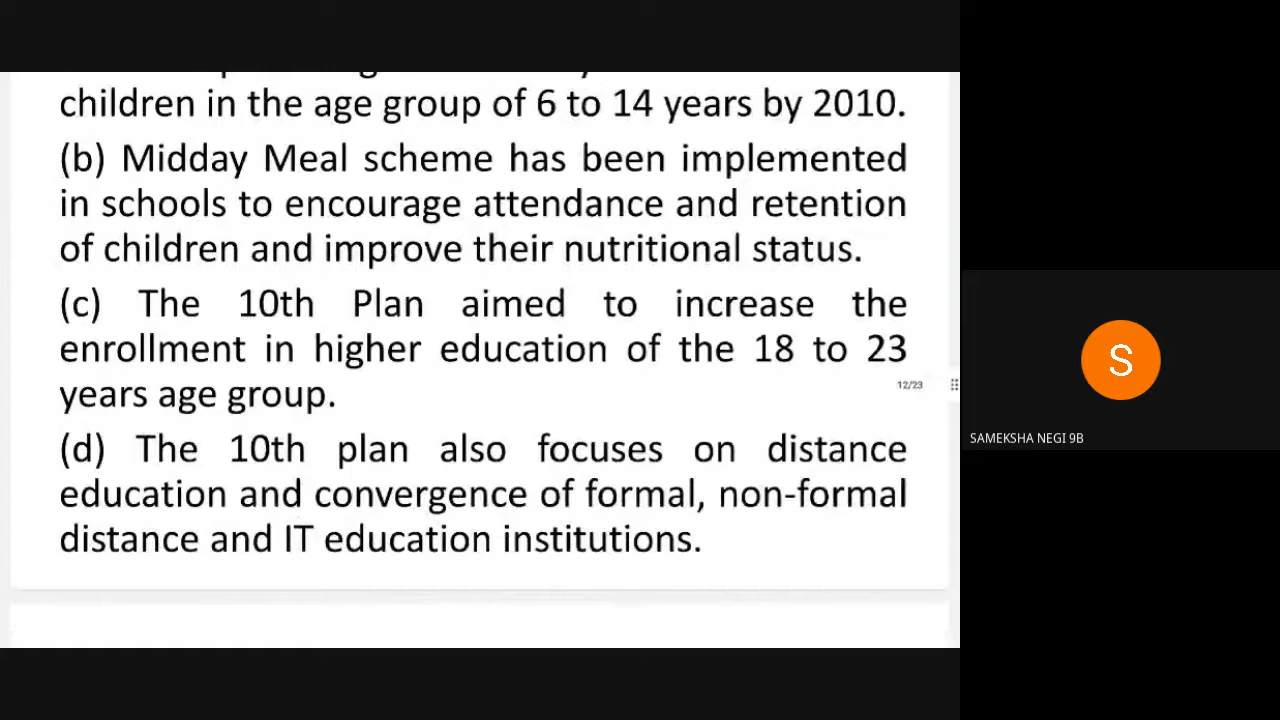 children in the age group of 6 to 14 years by 2010.
(b) Midday Meal scheme has been implemented
in schools to encourage attendance and retention
of children and improve their nutritional status.
(c) The 10th Plan aimed to increase the
enrollment in higher education of the 18 to 23
years age group.
12/23
(d) The 10th plan also focuses on distance
education and convergence of formal, non-formal
distance and IT education institutions.
S
SAMEKSHA NEGI 9B